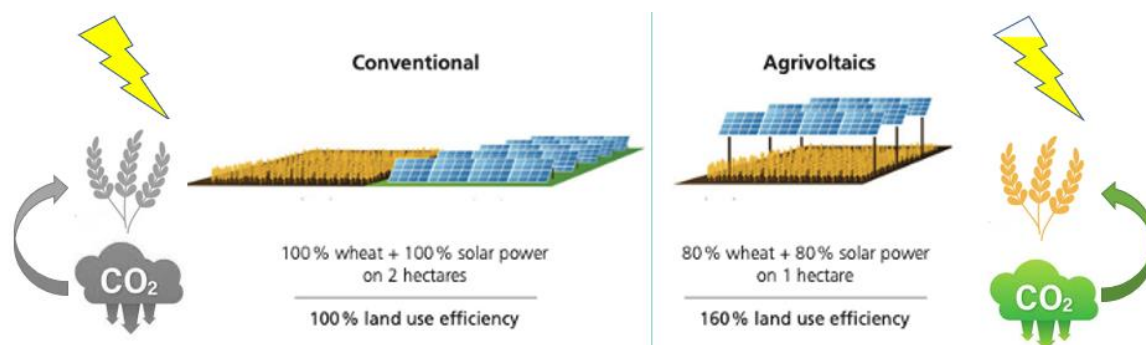 Conventional
100% wheat + 100% solar power
on 2 hectares
100% land use efficiency
CO₂
Agrivoltaics
80% wheat + 80% solar power
on 1 hectare
160% land use efficiency
CO₂